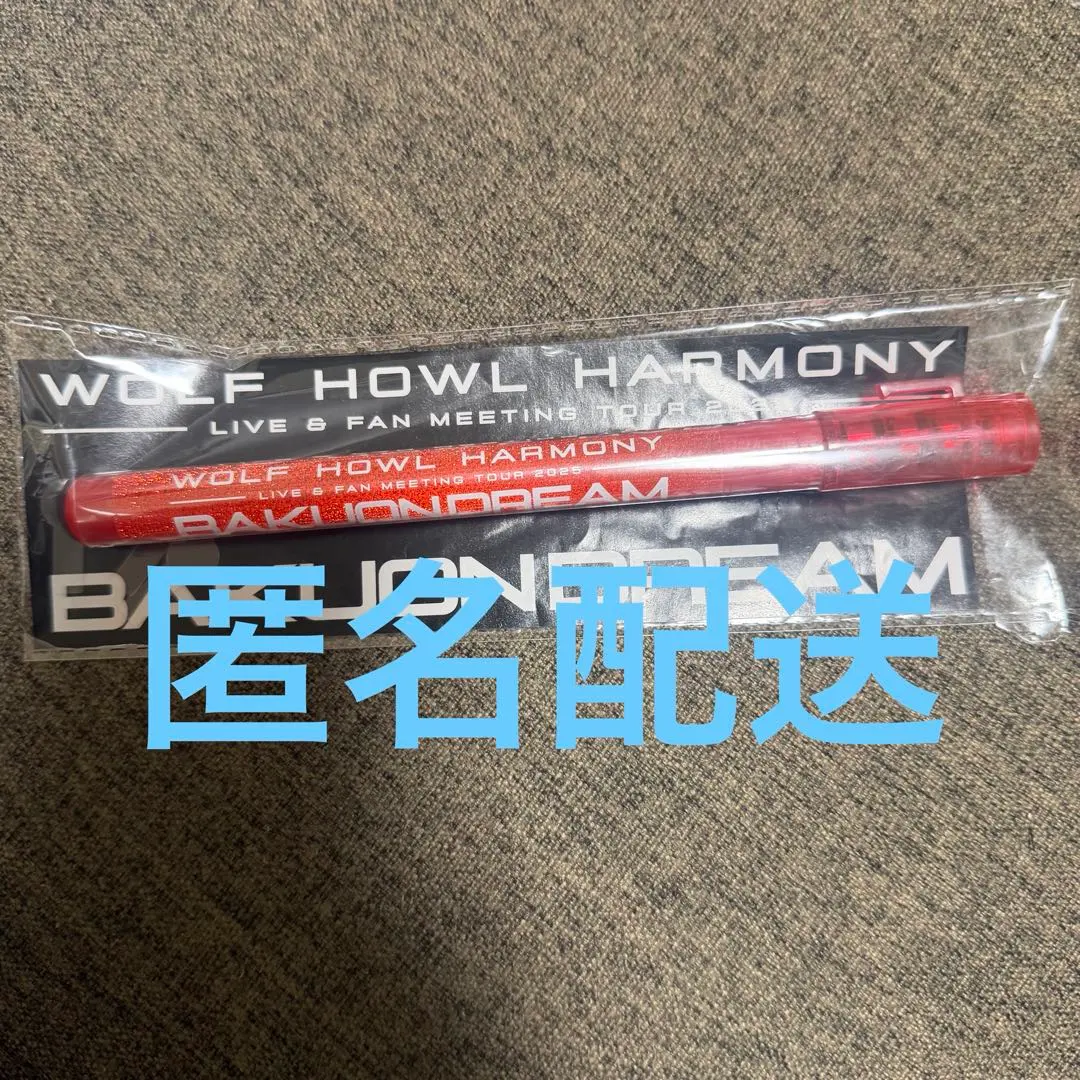 WOLF HOWL HARMONY
LIVE & FAN MEETING TOUR
WOLF HOWL HARMONY
LIVE & FAN MEETING TOUR 2025
BAKUONDREAM
BAKUONDREAM
匿名配送